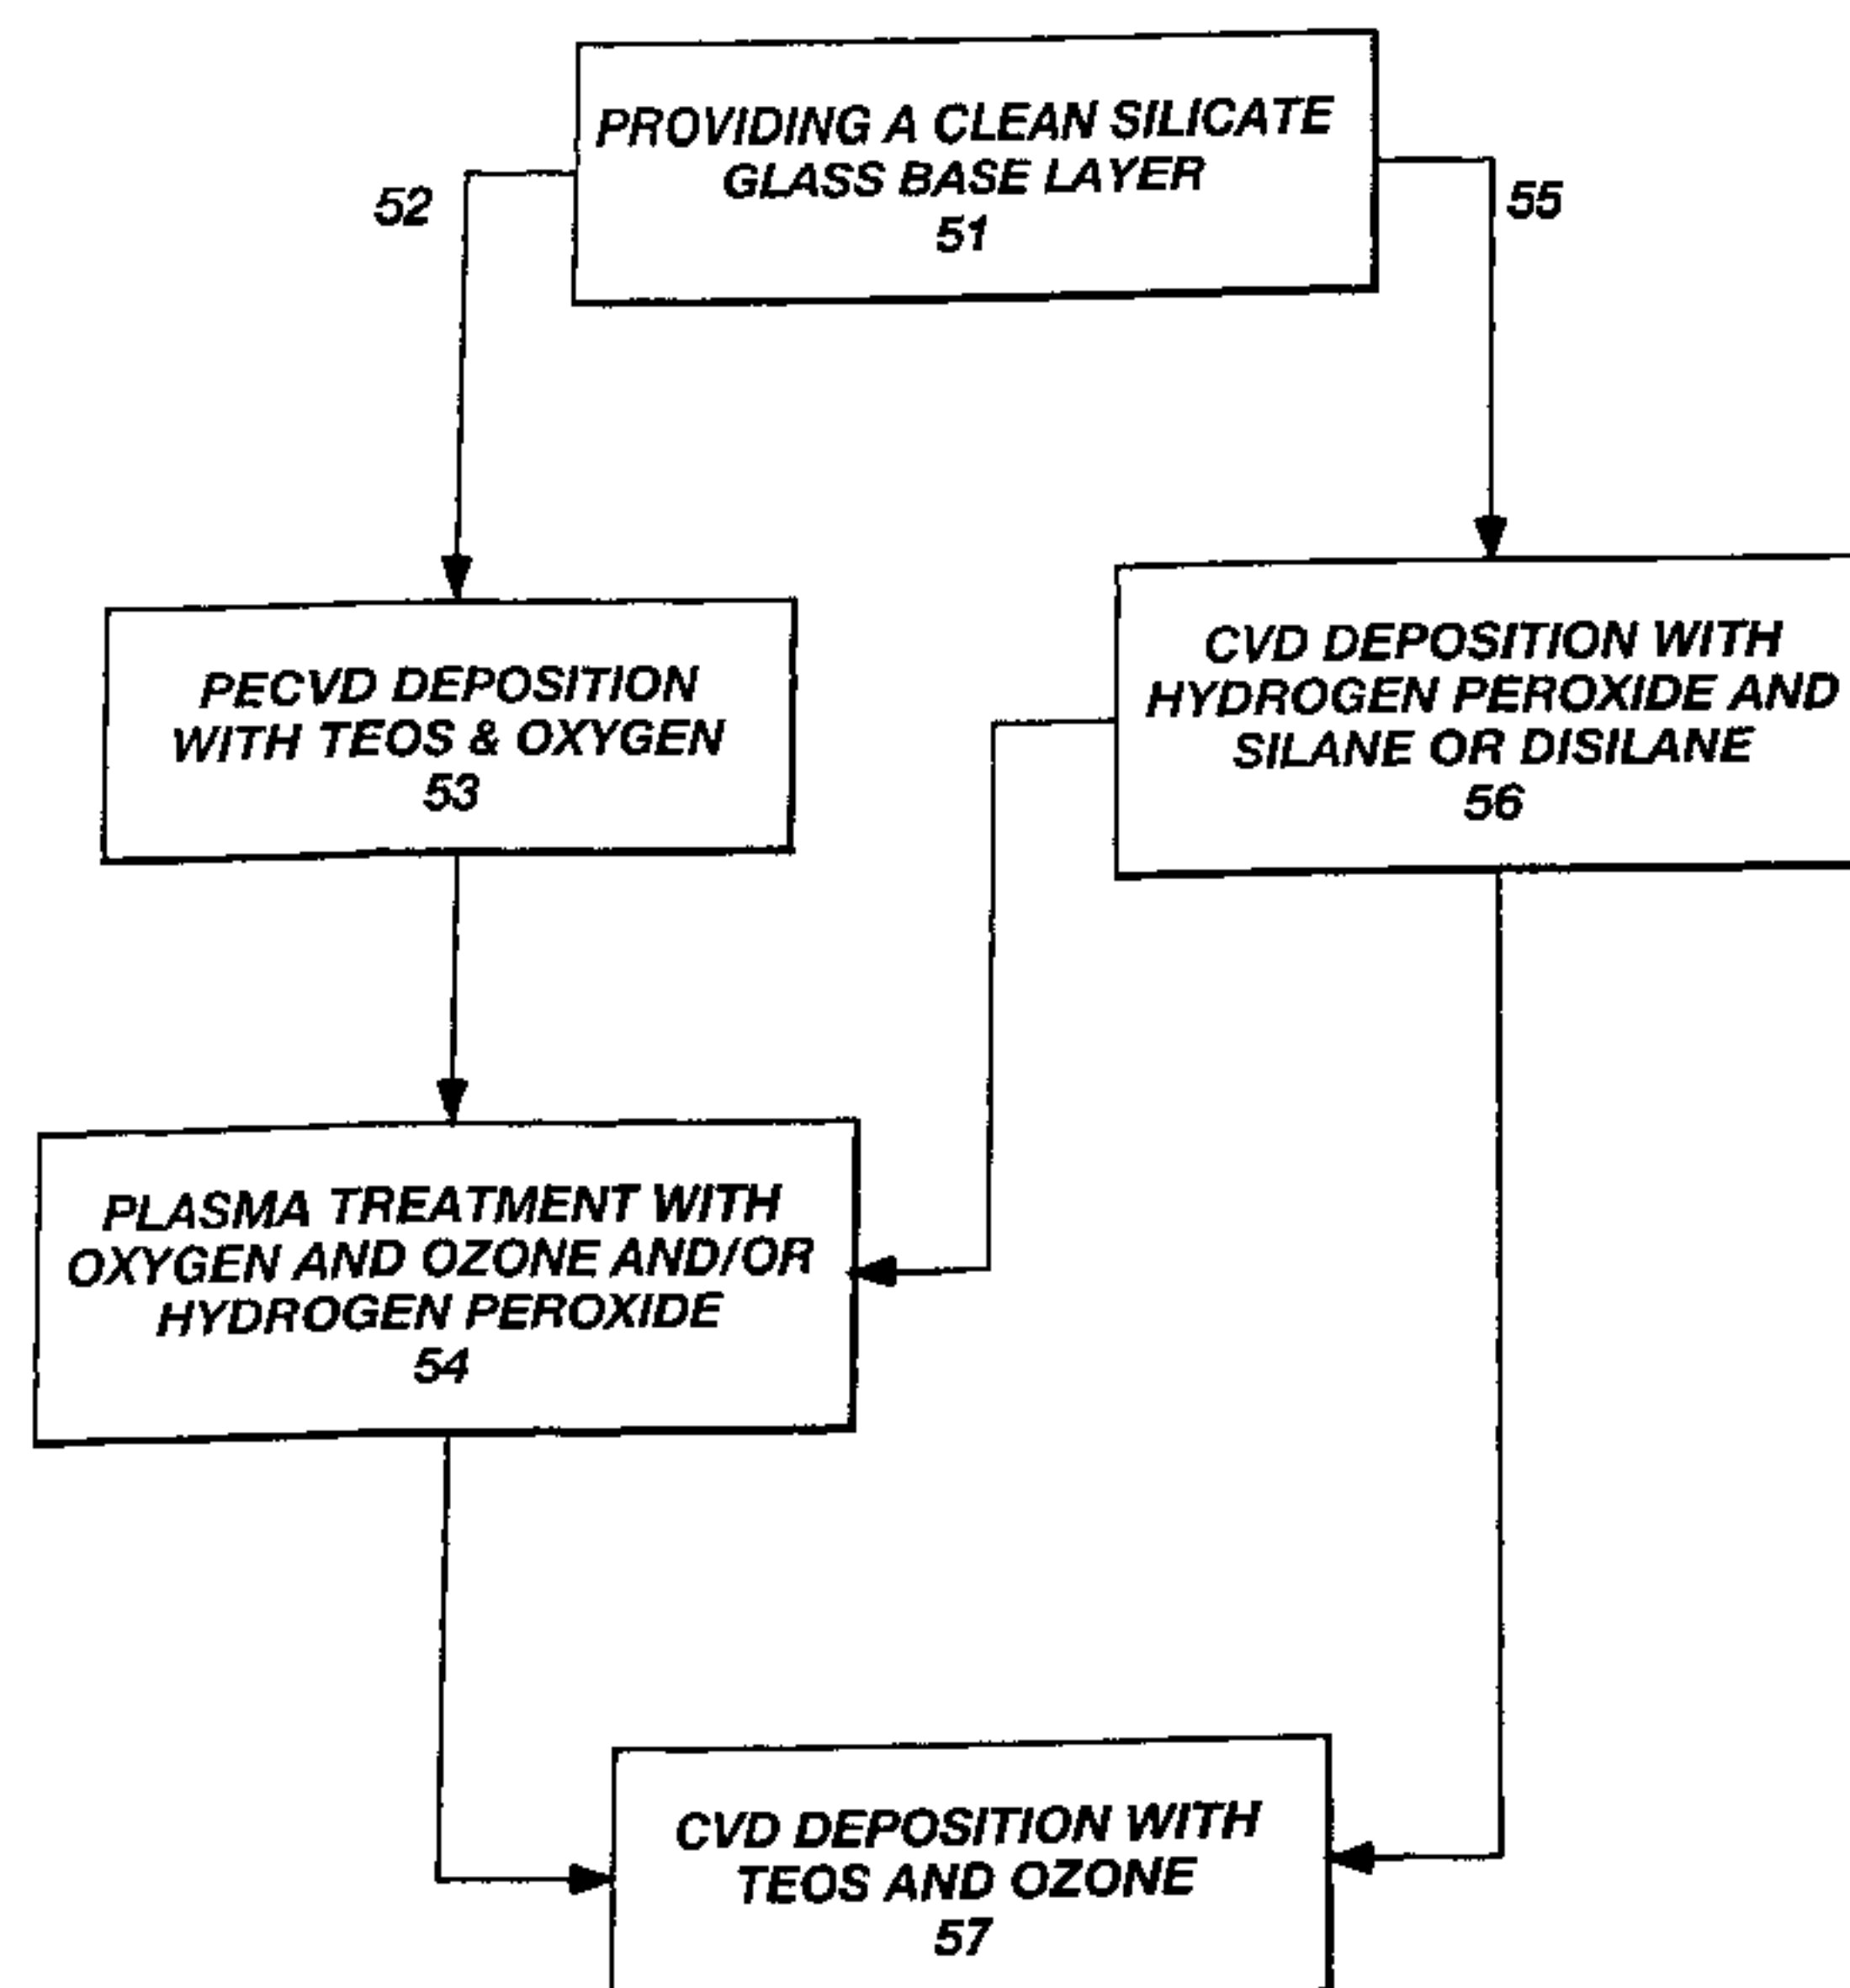 PROVIDING A CLEAN SILICATE
GLASS BASE LAYER
51
52
55
PECVD DEPOSITION
WITH TEOS & OXYGEN
53
CVD DEPOSITION WITH
HYDROGEN PEROXIDE AND
SILANE OR DISILANE
56
PLASMA TREATMENT WITH
OXYGEN AND OZONE AND/OR
HYDROGEN PEROXIDE
54
CVD DEPOSITION WITH
TEOS AND OZONE
57